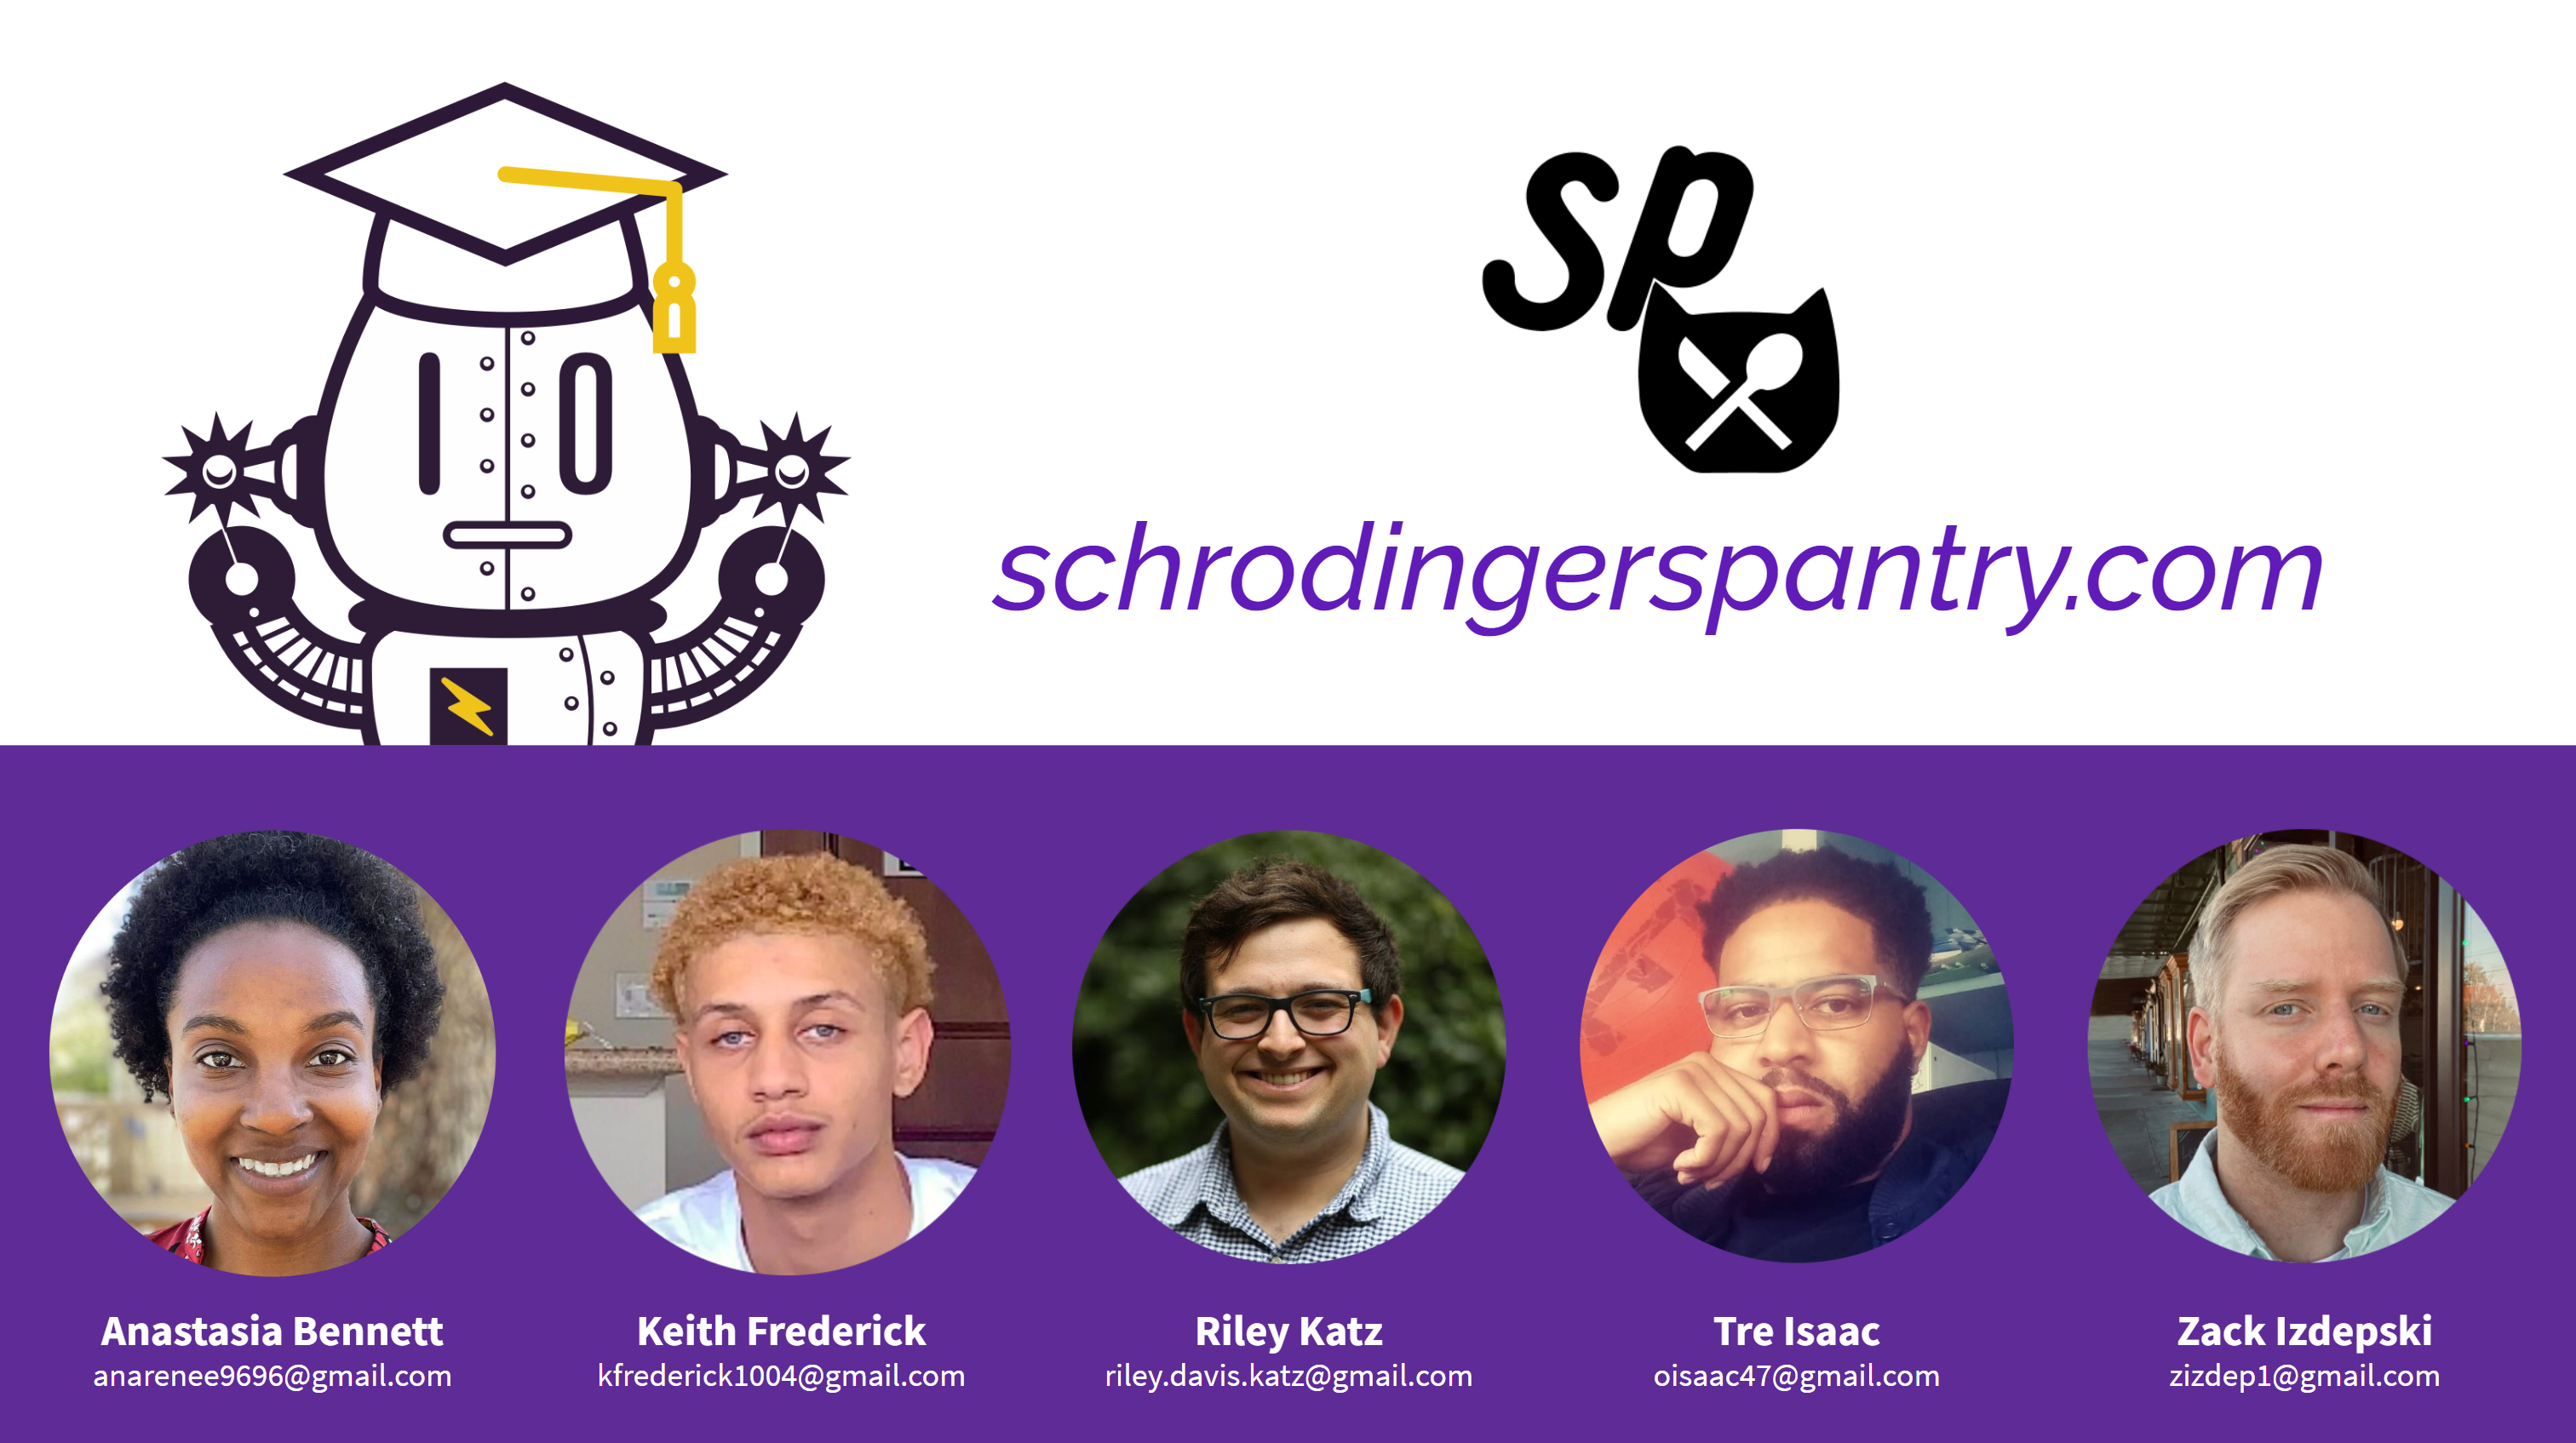 IO
sp
schrodingerspantry.com
Anastasia Bennett
anarenee9696@gmail.com
Keith Frederick
kfrederick1004@gmail.com
Riley Katz
riley.davis.katz@gmail.com
Tre Isaac
oisaac47@gmail.com
Zack Izdepski
zizdep1@gmail.com